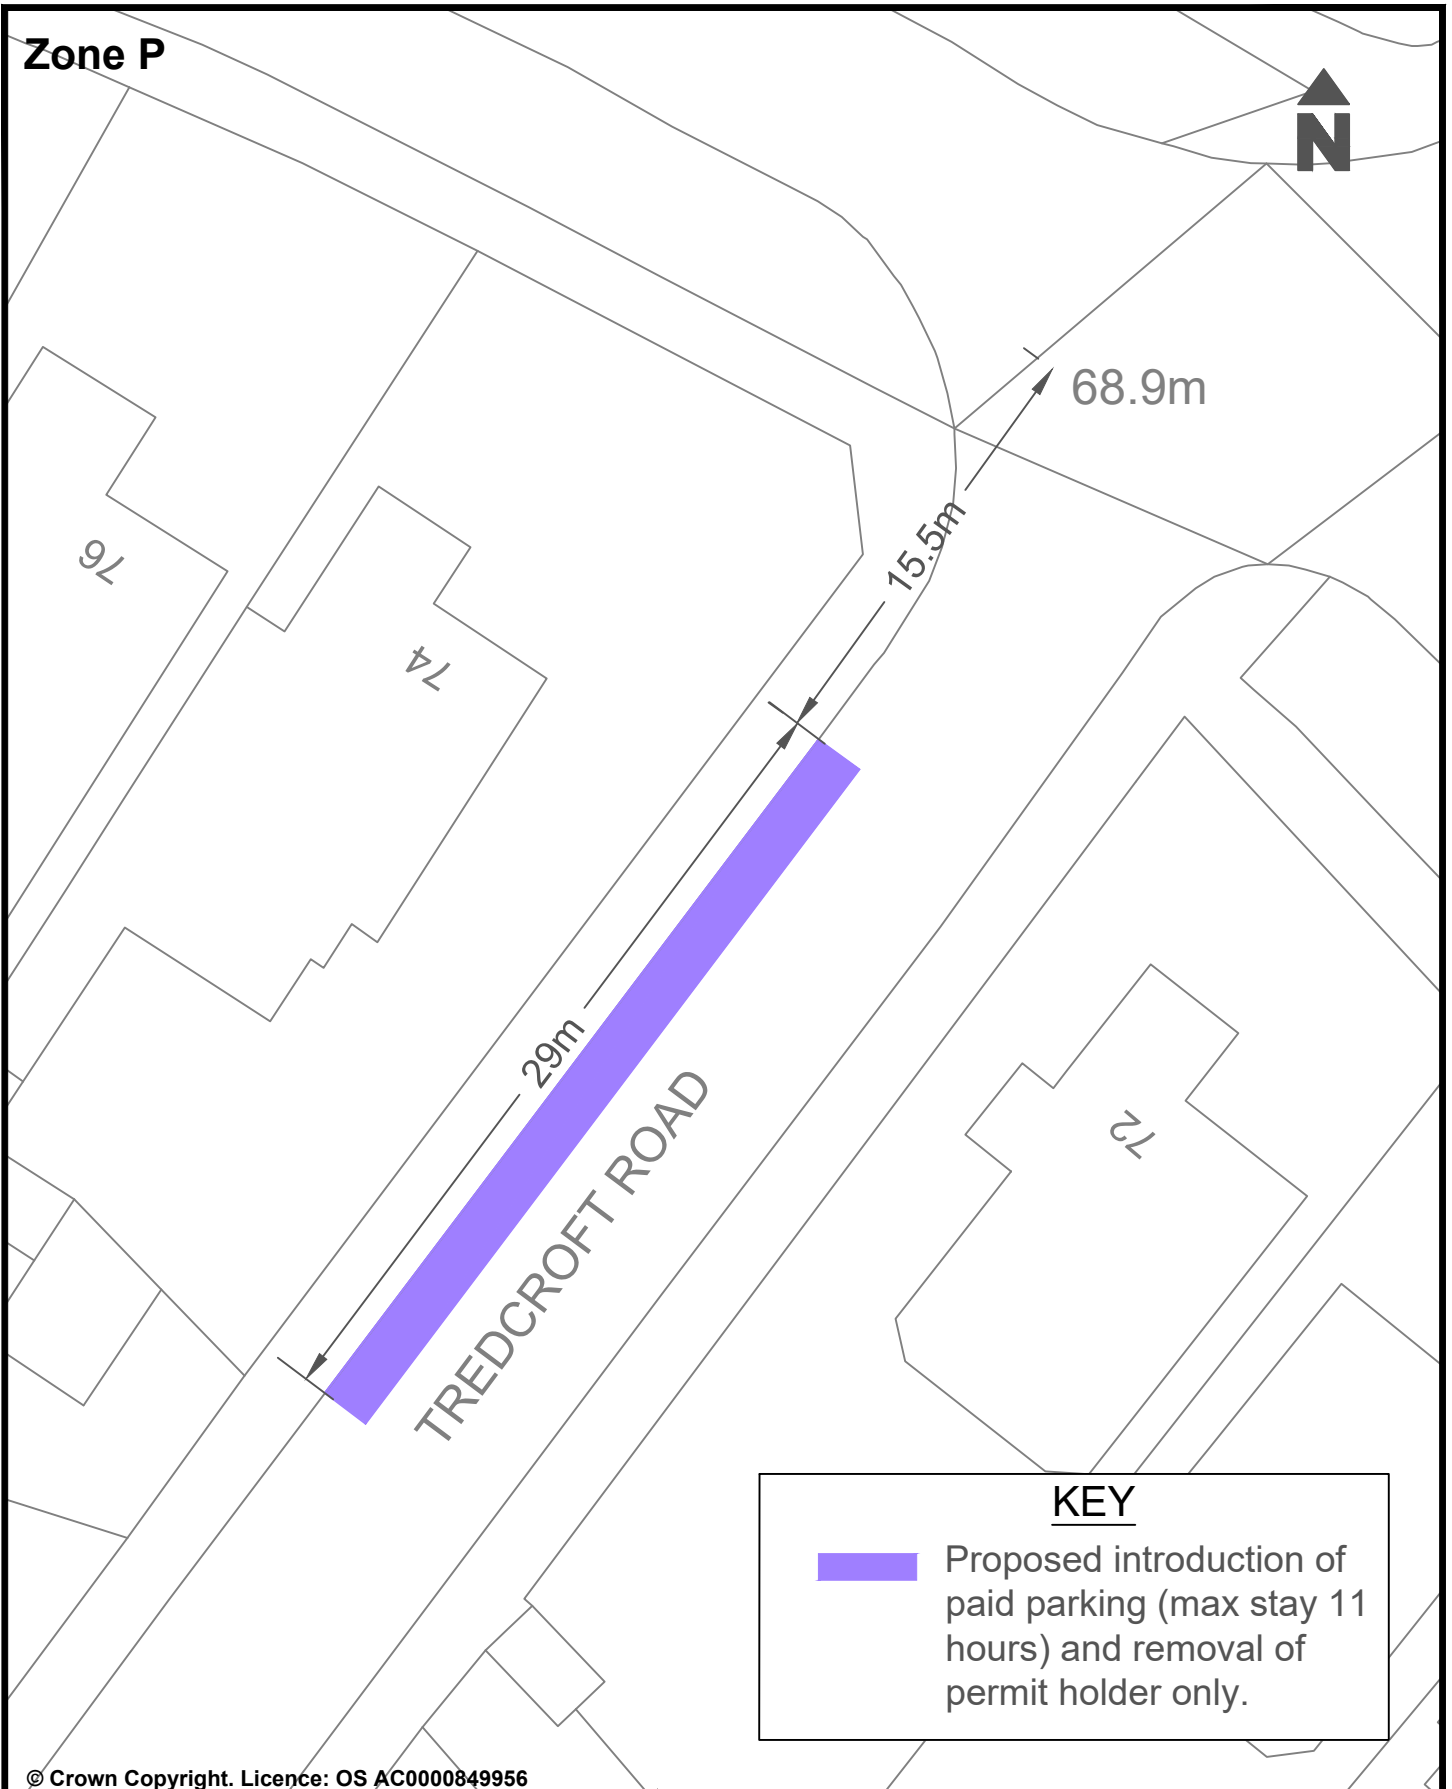 Zone P
N
68.9m
15.5m
76
74
29m
TREDCROFT ROAD
72
KEY
Proposed introduction of
paid parking (max stay 11
hours) and removal of
permit holder only.
© Crown Copyright. Licence: OS AC0000849956